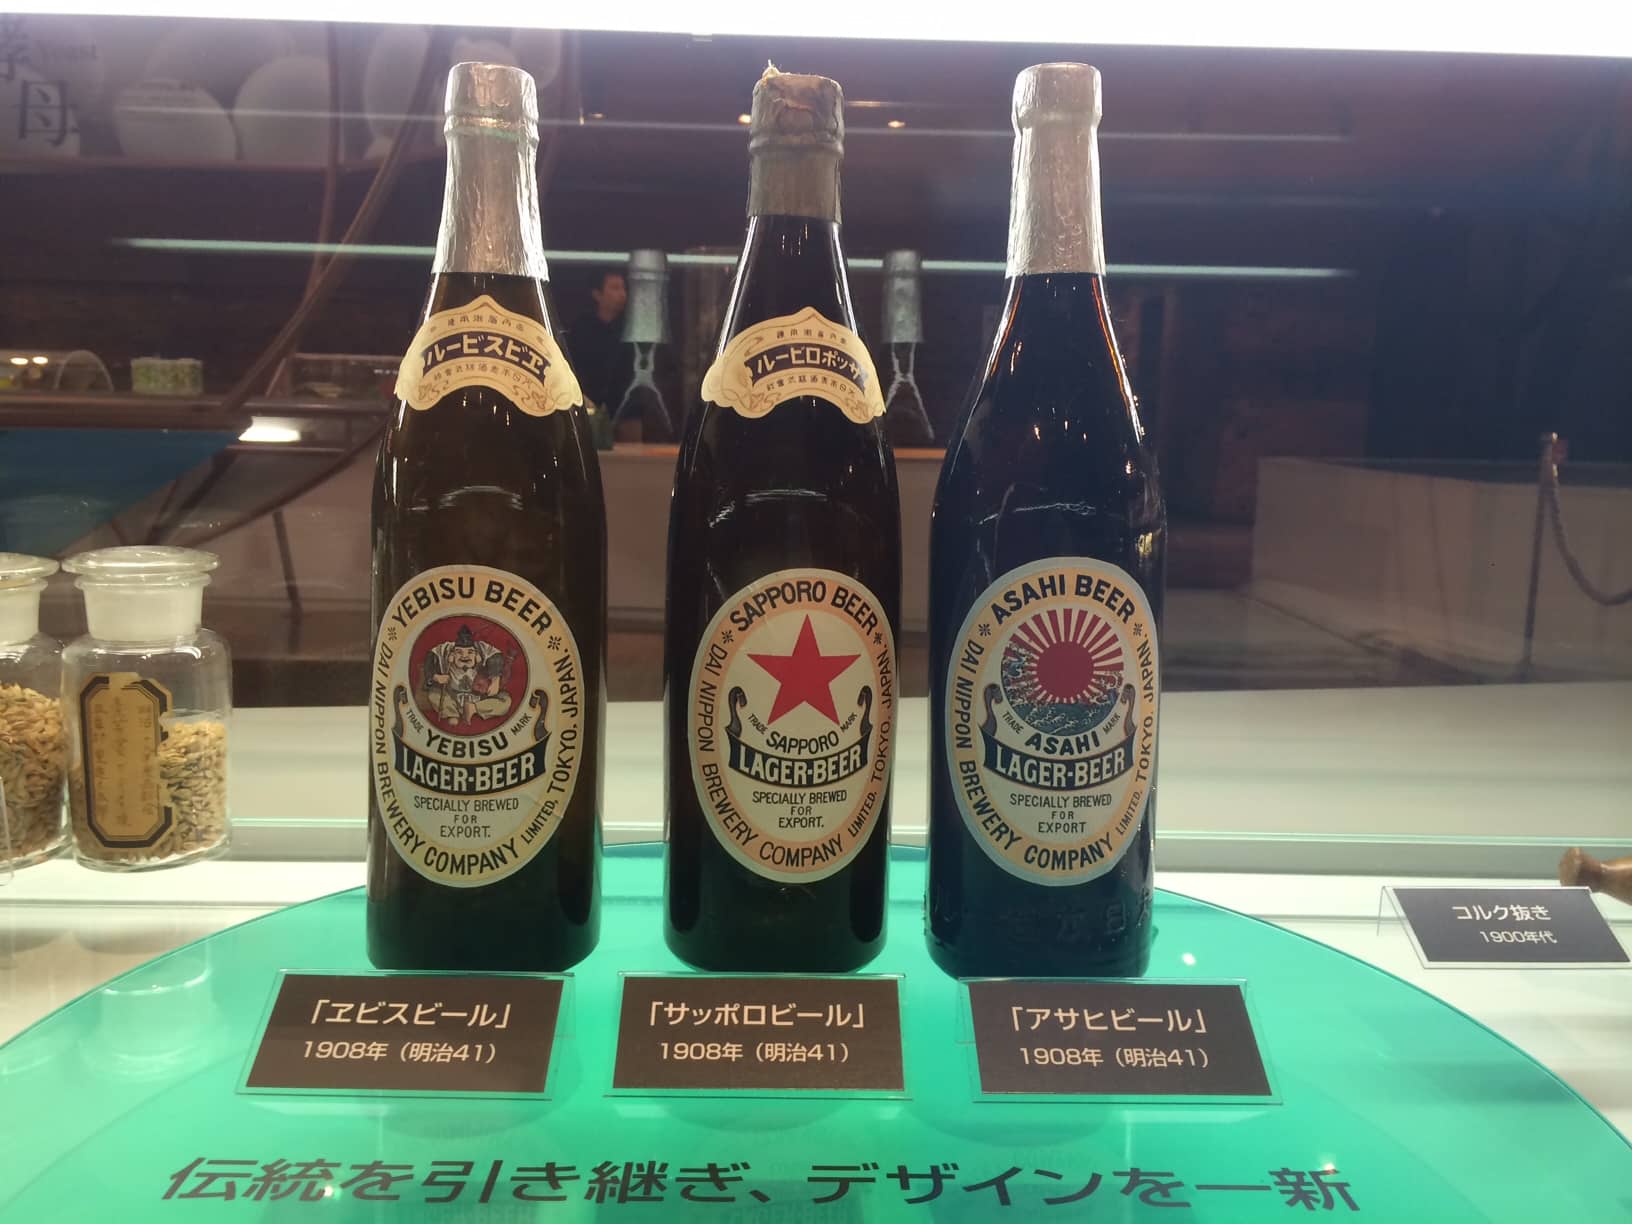 酵母
Yeast
ヱビスビール
YEBISU BEER
DAI NIPPON BREWERY COMPANY LIMITED, TOKYO, JAPAN.
TRADE MARK
YEBISU
LAGER-BEER
SPECIALLY BREWED
FOR
EXPORT.
サッポロビール
SAPPORO BEER
DAI NIPPON BREWERY COMPANY LIMITED, TOKYO, JAPAN.
TRADE MARK
SAPPORO
LAGER-BEER
SPECIALLY BREWED
FOR
EXPORT.
ASAHI BEER
DAI NIPPON BREWERY COMPANY LIMITED, TOKYO. JAPAN.
TRADE MARK
ASAHI
LAGER-BEER
SPECIALLY BREWED
FOR
EXPORT
コルク抜き
1900年代
「ヱビスビール」
1908年（明治41）
「サッポロビール」
1908年（明治41）
「アサヒビール」
1908年（明治41）
伝統を引き継ぎ、デザインを一新